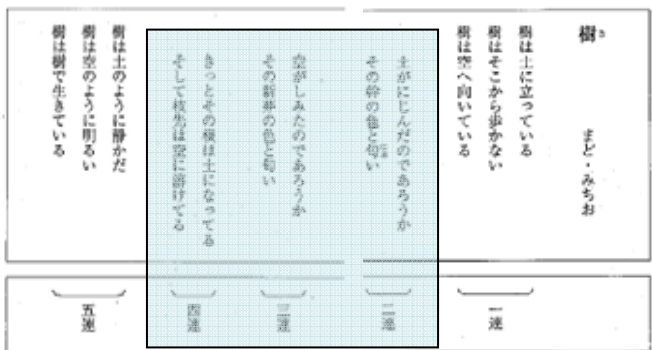 樹
き
まど・みちお
樹は土に立っている
樹はそこから歩かない
樹は空へ向いている
土がにじんだのであろうか
その幹の色と匂い
におい
空がしみたのであろうか
その新芽の色と匂い
きっとその根は土になってる
そして枝先は空に溶けてる
樹は土のように静かだ
樹は空のように明るい
樹は樹で生きている
一連
二連
三連
四連
五連